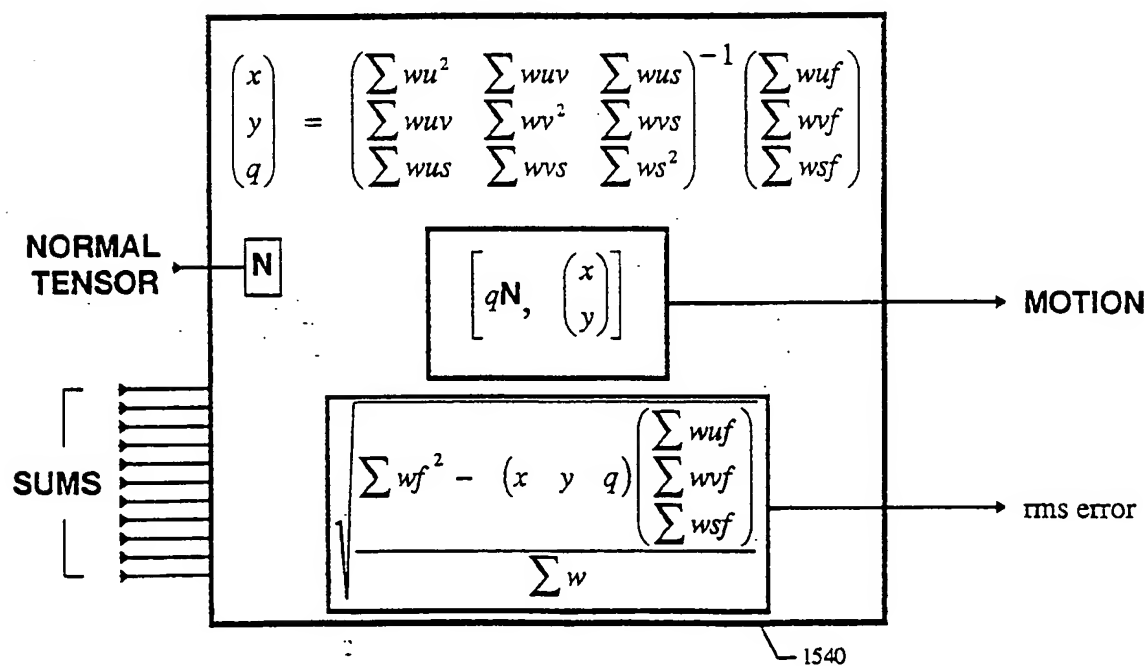 (x y q) = (∑wu² ∑wuv ∑wus
∑wuv ∑wv² ∑wvs
∑wus ∑wvs ∑ws²)⁻¹ (∑wuf ∑wvf ∑wsf)
NORMAL
TENSOR
N
[qN, (x y)]
MOTION
SUMS
√((∑wf² − (x y q)(∑wuf ∑wvf ∑wsf)) / ∑w)
rms error
1540